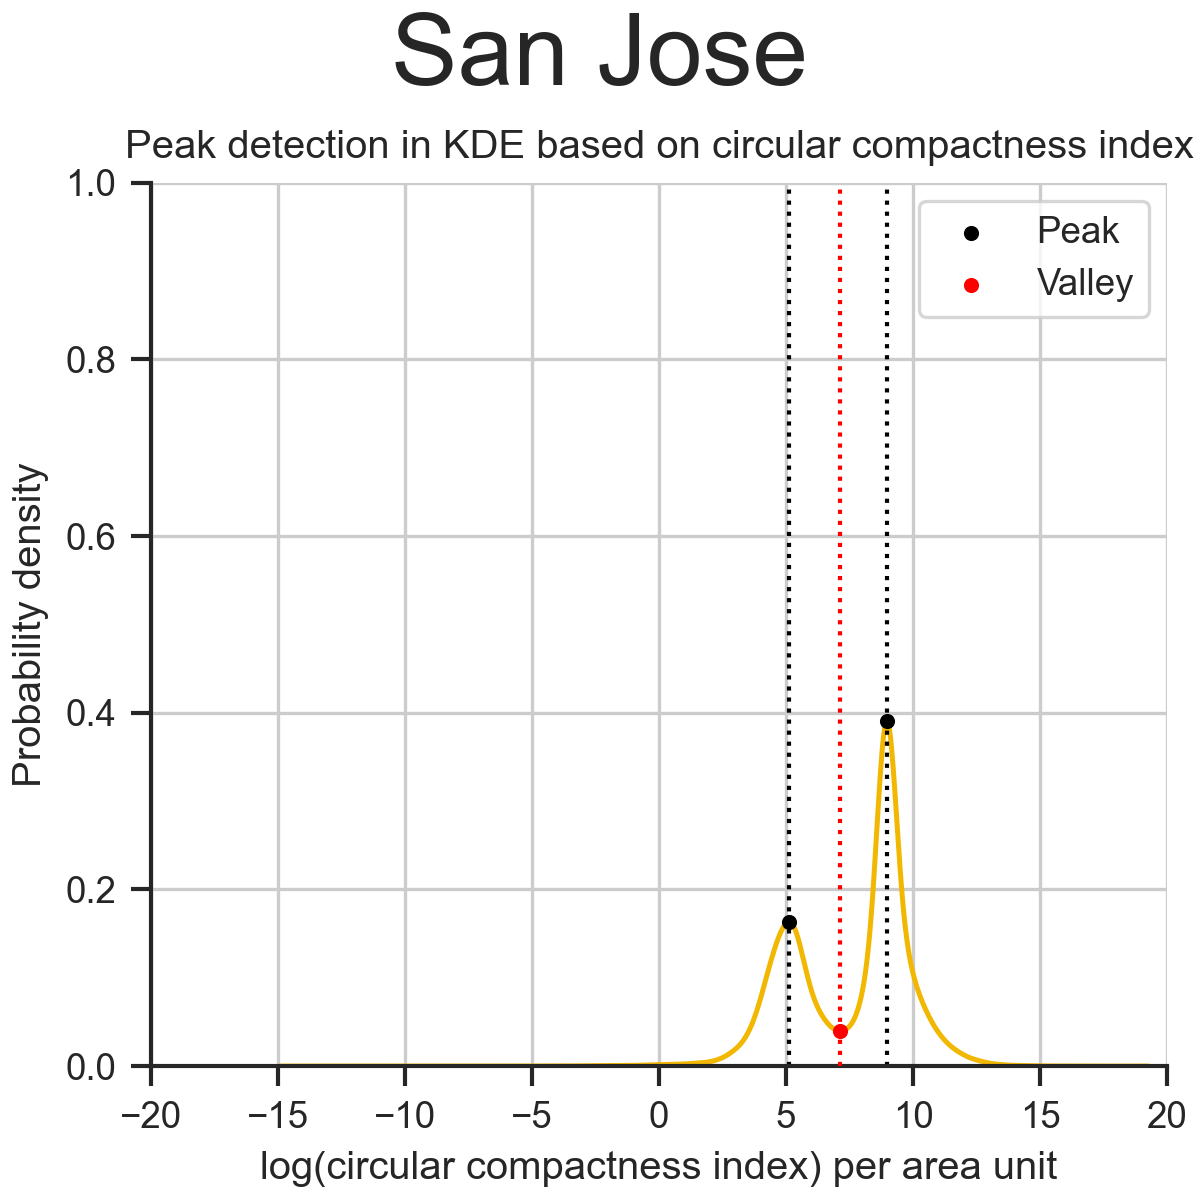 San Jose
Peak detection in KDE based on circular compactness index
1.0
Peak
Valley
0.8
0.6
0.4
0.2
0.0
Probability density
−20 −15 −10 −5 0 5 10 15 20
log(circular compactness index) per area unit